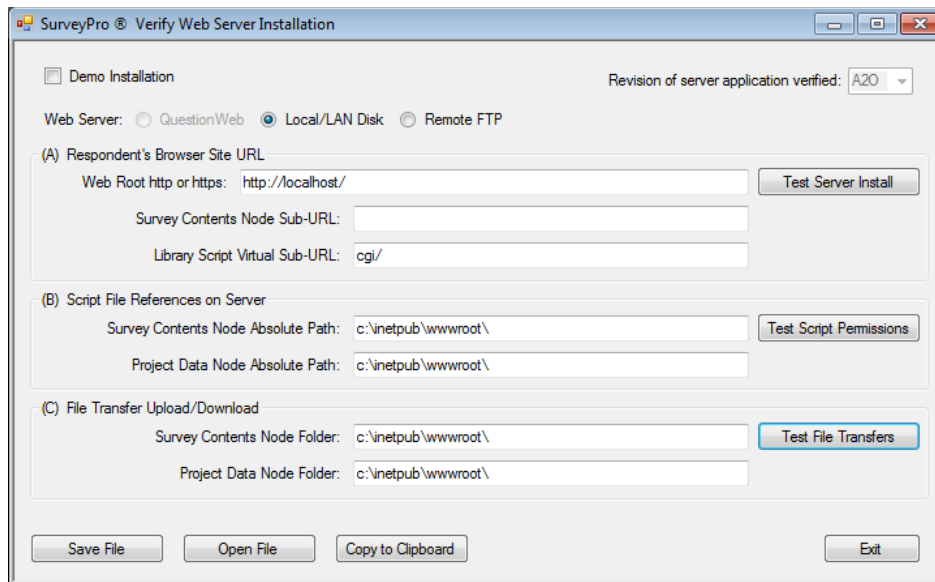 SurveyPro ® Verify Web Server Installation
Demo Installation
Revision of server application verified: A2O
Web Server: QuestionWeb Local/LAN Disk Remote FTP
(A) Respondent's Browser Site URL
Web Root http or https: http://localhost/ Test Server Install
Survey Contents Node Sub-URL:
Library Script Virtual Sub-URL: cgi/
(B) Script File References on Server
Survey Contents Node Absolute Path: c:\inetpub\wwwroot\ Test Script Permissions
Project Data Node Absolute Path: c:\inetpub\wwwroot\
(C) File Transfer Upload/Download
Survey Contents Node Folder: c:\inetpub\wwwroot\ Test File Transfers
Project Data Node Folder: c:\inetpub\wwwroot\
Save File Open File Copy to Clipboard Exit